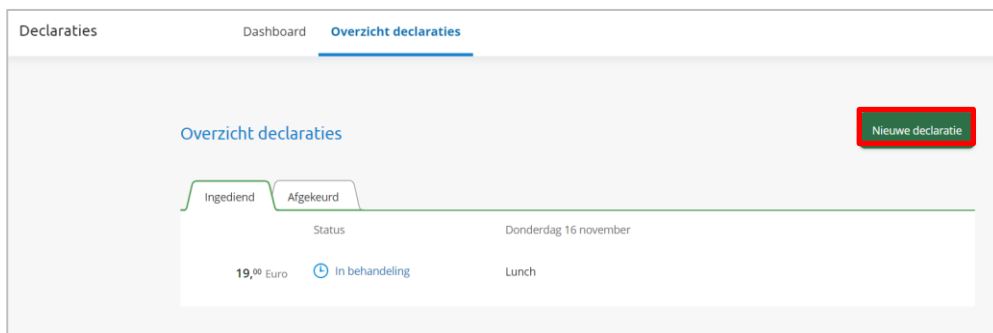 Declaraties Dashboard Overzicht declaraties
Overzicht declaraties Nieuwe declaratie
Ingediend Afgekeurd
Status Donderdag 16 november
19,⁰⁰ Euro In behandeling Lunch